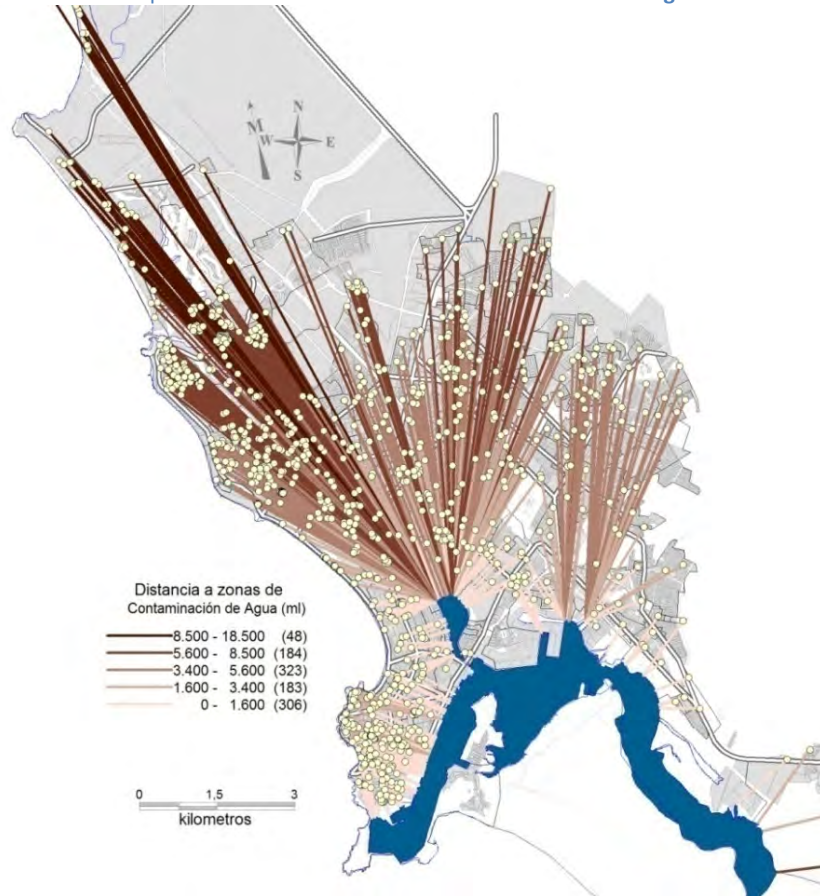 N
M
W
E
S
Distancia a zonas de
Contaminación de Agua (ml)
8.500 - 18.500 (48)
5.600 - 8.500 (184)
3.400 - 5.600 (323)
1.600 - 3.400 (183)
0 - 1.600 (306)
0 1,5 3
kilometros